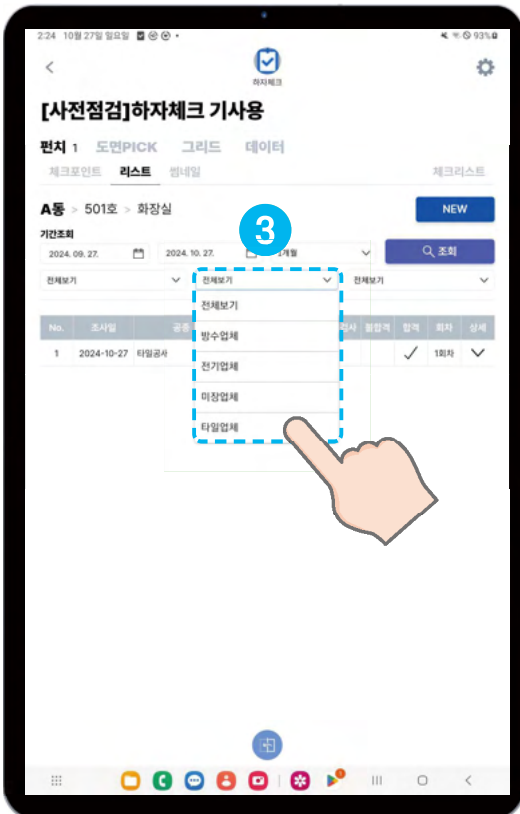 2:24 10월 27일 일요일
93%
하자체크
[사전점검]하자체크 기사용
펀치 1 도면PICK 그리드 데이터
체크포인트 리스트 썸네일 체크리스트
A동 > 501호 > 화장실 NEW
기간조회
3
2024. 09. 27. 2024. 10. 27. 1개월 조회
전체보기 전체보기 전체보기
전체보기
No. 조사일 공종 불합격 합격 회차 상세
방수업체
1 2024-10-27 타일공사 1회차
전기업체
미장업체
타일업체